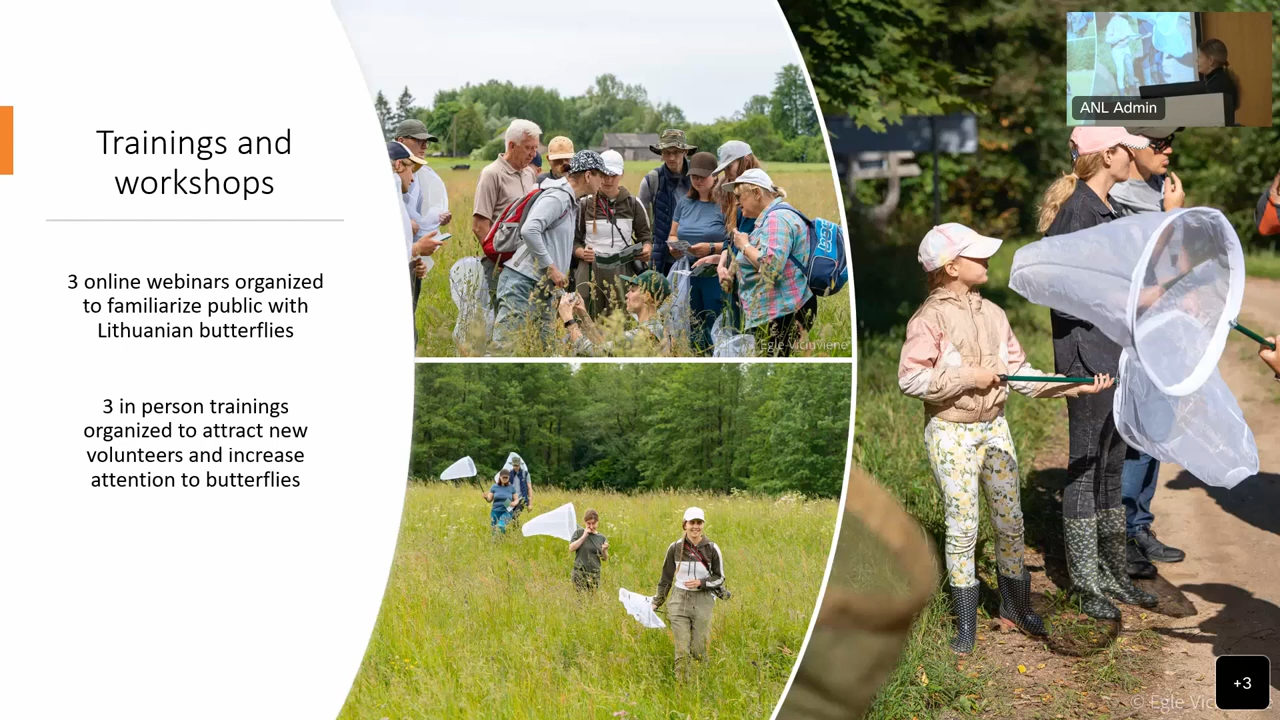 Trainings and
workshops
3 online webinars organized
to familiarize public with
Lithuanian butterflies
3 in person trainings
organized to attract new
volunteers and increase
attention to butterflies
© Egle Viciuviene
ANL Admin
+3